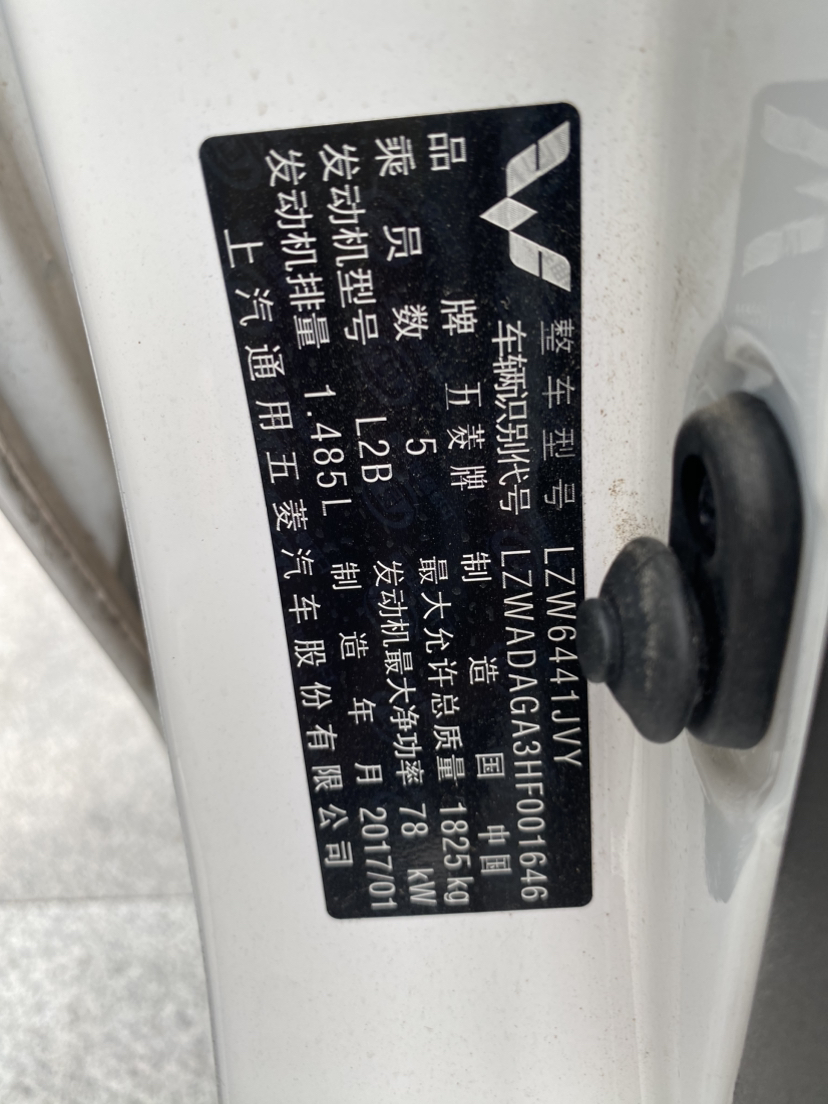 整车型号 LZW6441JVY
车辆识别代号 LZWADAGA3HF001646
品牌 五菱牌 制造国 中国
乘员数 5 最大允许总质量 1825 kg
发动机型号 L2B 发动机最大净功率 78 kW
发动机排量 1.485L 制造年月 2017/01
上汽通用五菱汽车股份有限公司